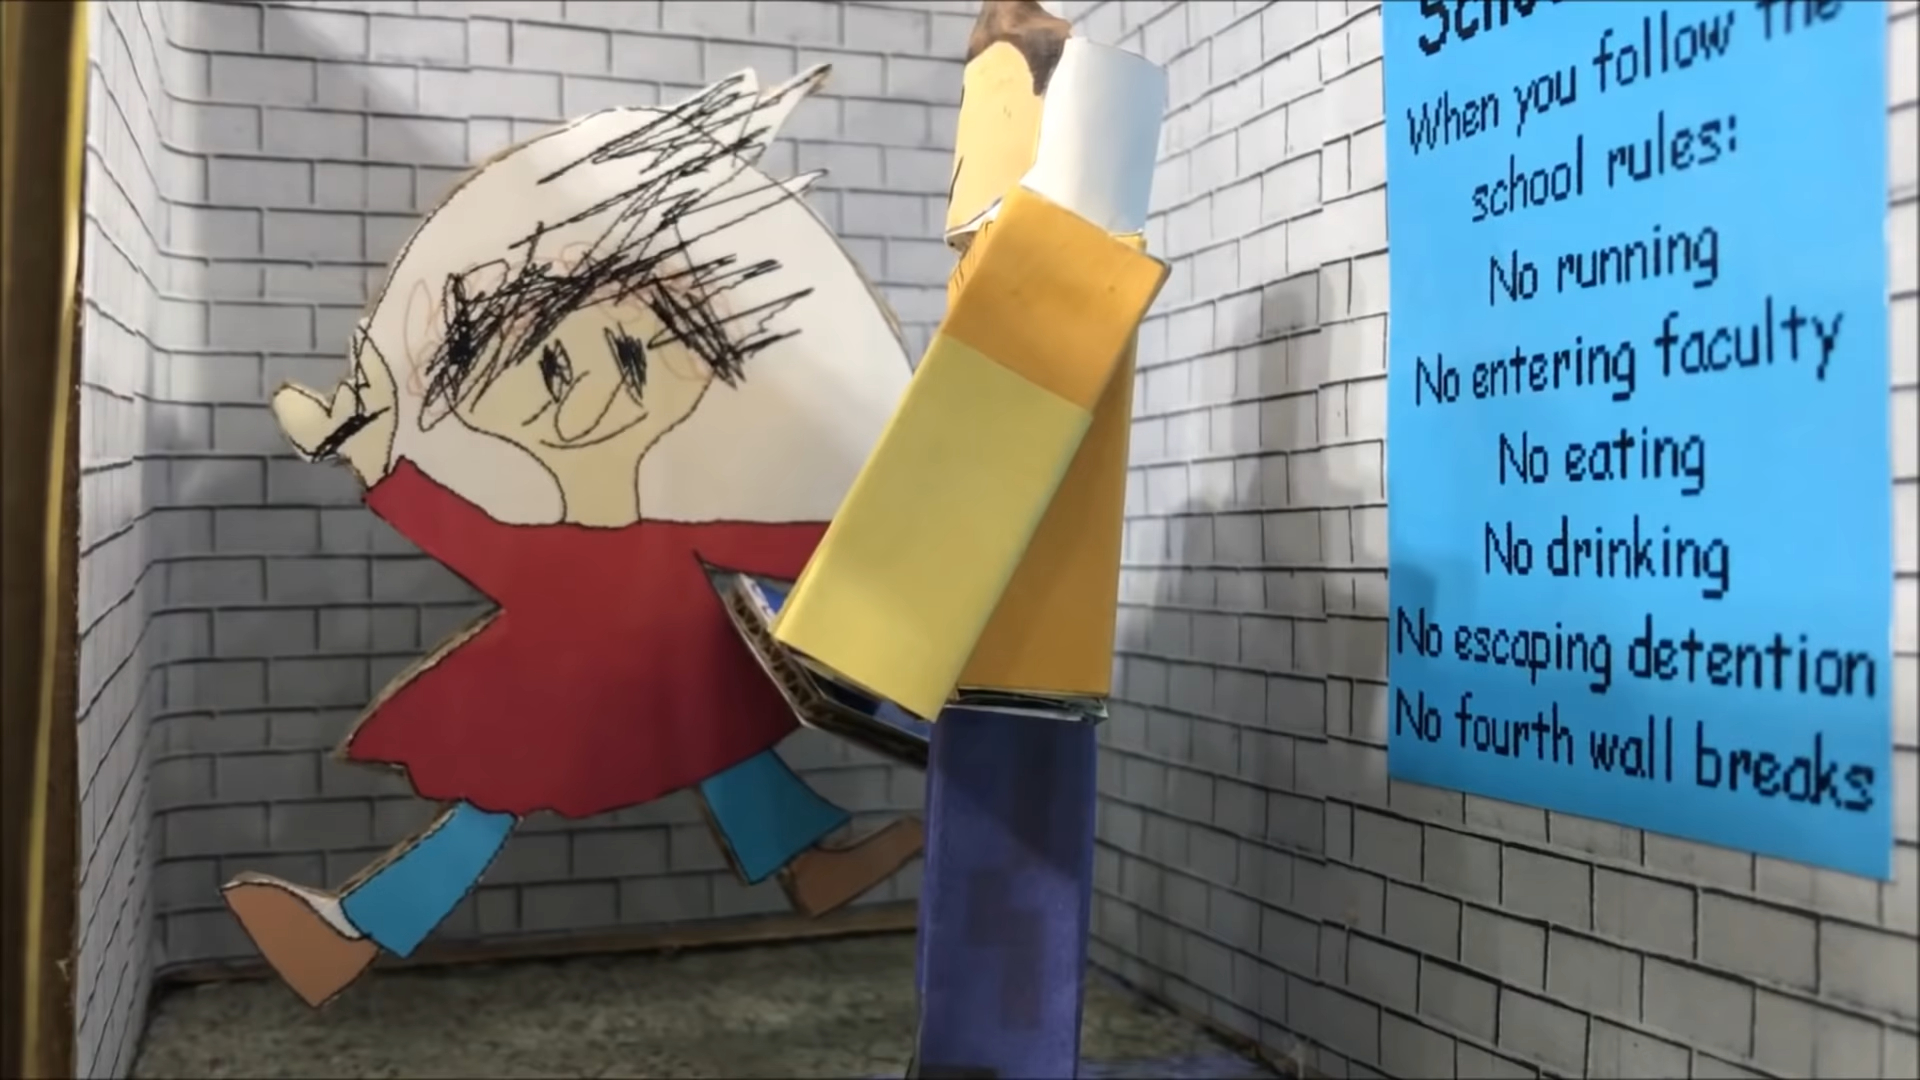 When you follow the
school rules:
No running
No entering faculty
No eating
No drinking
No escaping detention
No fourth wall breaks